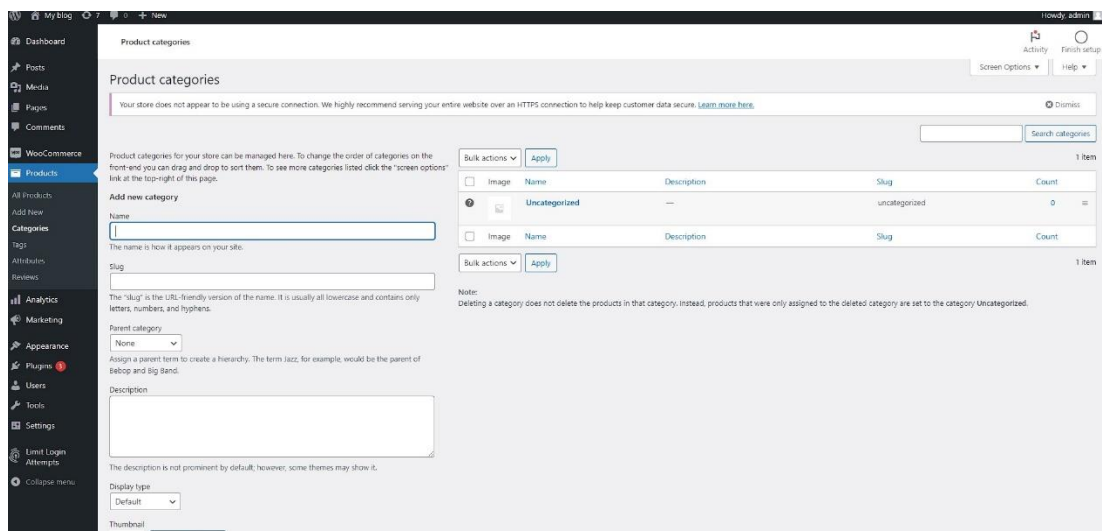 My blog 7 0 + New
Howdy, admin
Dashboard
Posts
Media
Pages
Comments
WooCommerce
Products
All Products
Add New
Categories
Tags
Attributes
Reviews
Analytics
Marketing
Appearance
Plugins 3
Users
Tools
Settings
Limit Login
Attempts
Collapse menu
Product categories
Activity
Finish setup
Screen Options ▼
Help ▼
Product categories
Your store does not appear to be using a secure connection. We highly recommend serving your entire website over an HTTPS connection to help keep customer data secure. Learn more here.
Dismiss
Search categories
Product categories for your store can be managed here. To change the order of categories on the
front-end you can drag and drop to sort them. To see more categories listed click the "screen options"
link at the top-right of this page.
Add new category
Name
The name is how it appears on your site.
Slug
The "slug" is the URL-friendly version of the name. It is usually all lowercase and contains only
letters, numbers, and hyphens.
Parent category
None
Assign a parent term to create a hierarchy. The term Jazz, for example, would be the parent of
Bebop and Big Band.
Description
The description is not prominent by default; however, some themes may show it.
Display type
Default
Thumbnail
Bulk actions Apply
1 item
Image Name Description Slug Count
Uncategorized — uncategorized 0
Image Name Description Slug Count
Bulk actions Apply
1 item
Note:
Deleting a category does not delete the products in that category. Instead, products that were only assigned to the deleted category are set to the category Uncategorized.